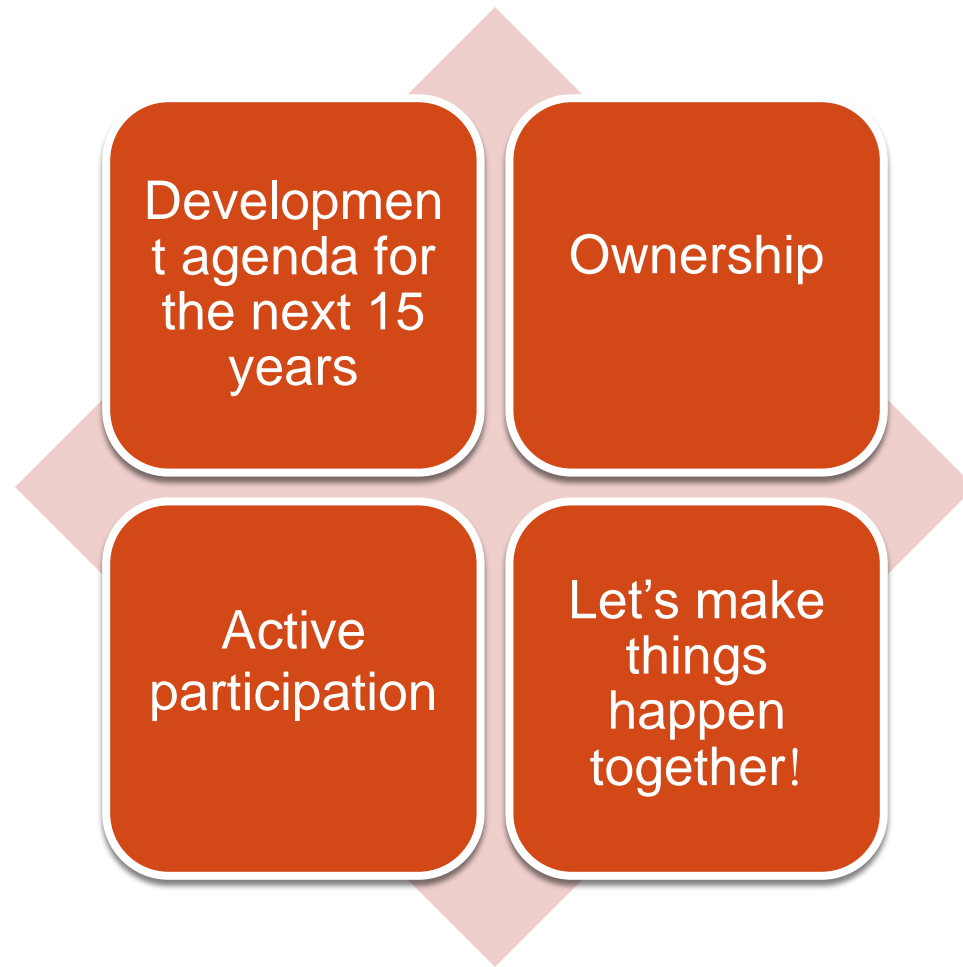 Developmen
t agenda for
the next 15
years
Ownership
Active
participation
Let’s make
things
happen
together!